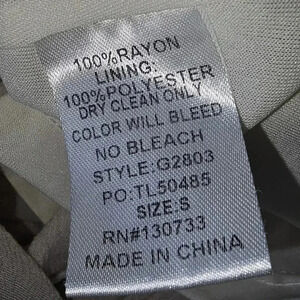 100%RAYON
LINING:
100%POLYESTER
DRY CLEAN ONLY
COLOR WILL BLEED
NO BLEACH
STYLE:G2803
PO:TL50485
SIZE:S
RN#130733
MADE IN CHINA